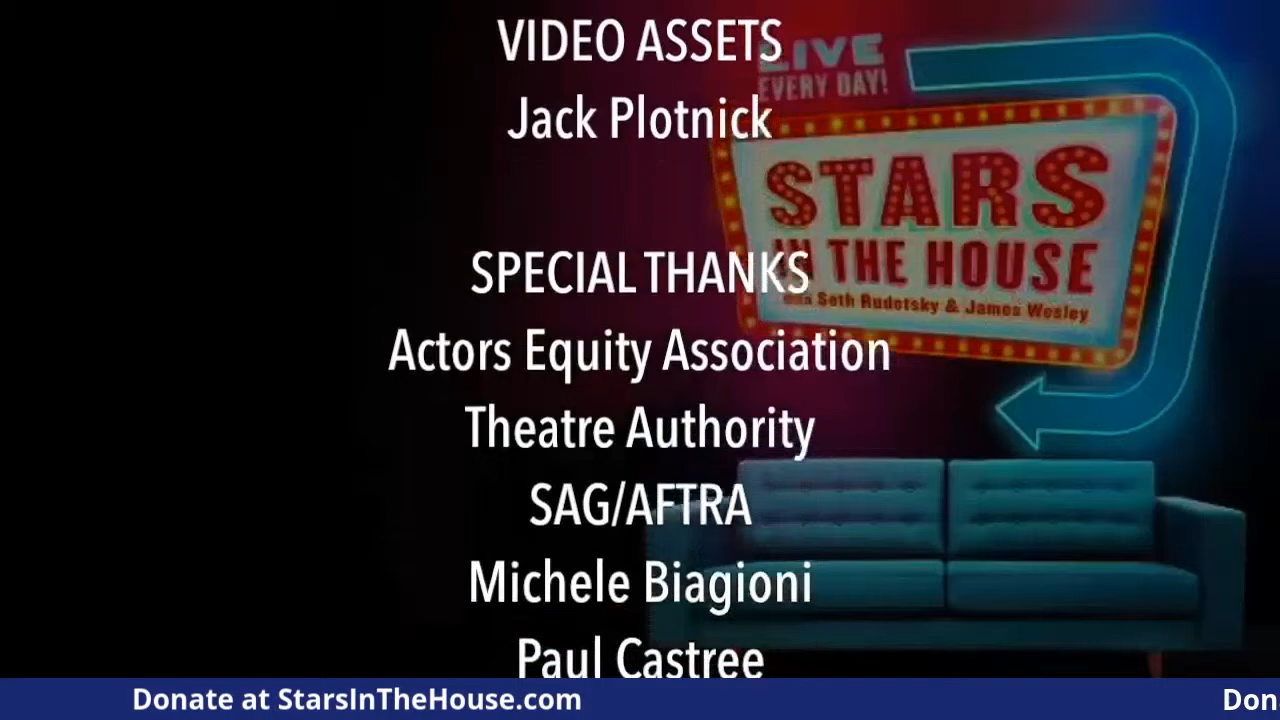 VIDEO ASSETS
Jack Plotnick
SPECIAL THANKS
Actors Equity Association
Theatre Authority
SAG/AFTRA
Michele Biagioni
Paul Castree
LIVE
EVERY DAY!
STARS
IN THE HOUSE
Seth Rudetsky & James Wesley
Donate at StarsInTheHouse.com
Don